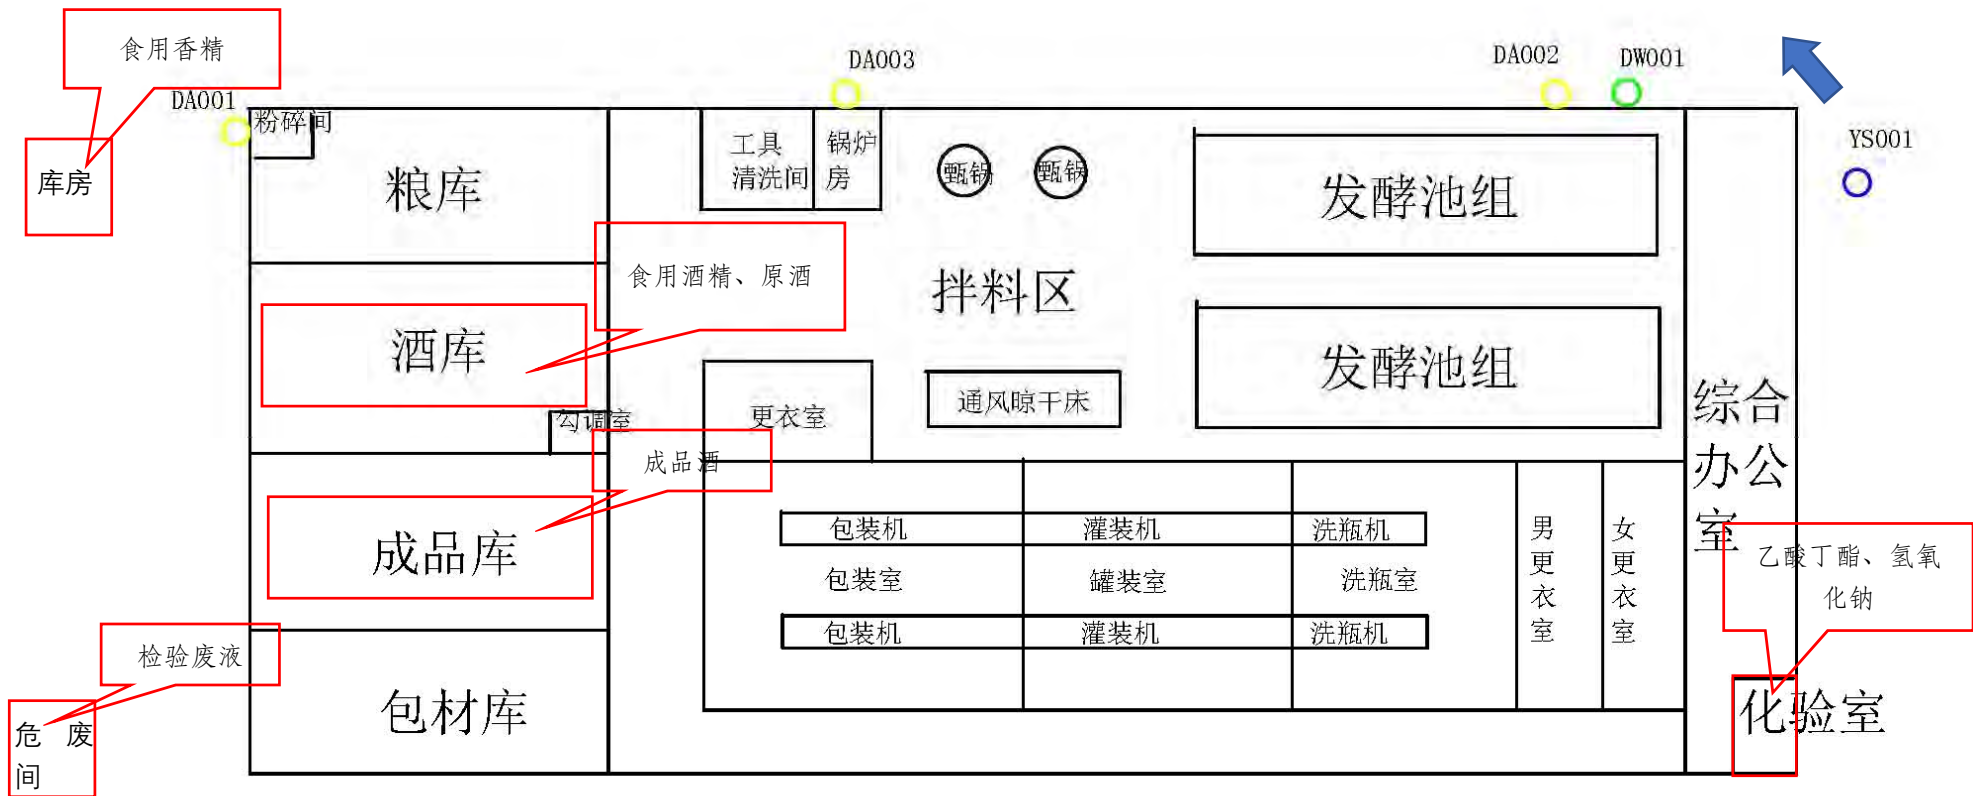 食用香精
DA003
DA002
DW001
DA001
粉碎间
YS001
库房
粮库
工具
清洗间
锅炉
房
甑锅
甑锅
发酵池组
食用酒精、原酒
拌料区
酒库
发酵池组
勾调室
更衣室
通风晾干床
综合
办公
室
成品酒
成品库
包装机
灌装机
洗瓶机
包装室
罐装室
洗瓶室
包装机
灌装机
洗瓶机
男
更
衣
室
女
更
衣
室
乙酸丁酯、氢氧
化钠
检验废液
包材库
危废
间
化验室